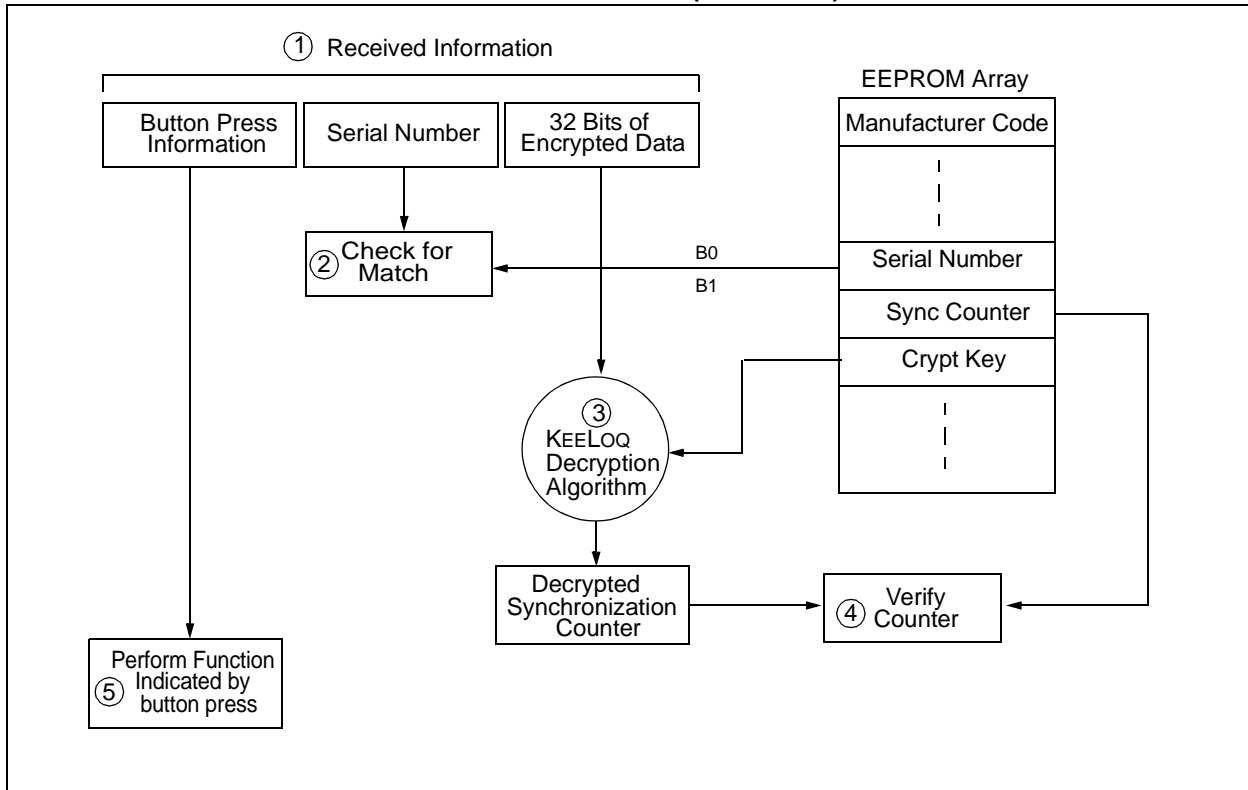 ① Received Information
EEPROM Array
Button Press
Information
Serial Number
32 Bits of
Encrypted Data
Manufacturer Code
② Check for
Match
B0
B1
Serial Number
Sync Counter
Crypt Key
③
KEELOQ
Decryption
Algorithm
Decrypted
Synchronization
Counter
④ Verify
Counter
Perform Function
⑤ Indicated by
button press